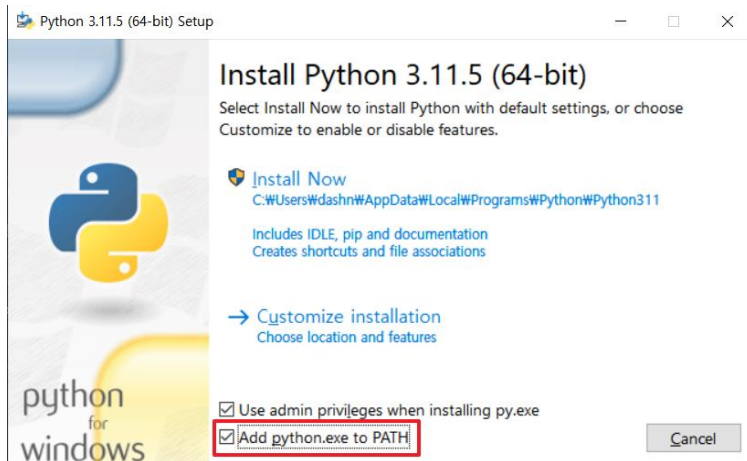 Python 3.11.5 (64-bit) Setup
Install Python 3.11.5 (64-bit)
Select Install Now to install Python with default settings, or choose
Customize to enable or disable features.
Install Now
C:₩Users₩dashn₩AppData₩Local₩Programs₩Python₩Python311
Includes IDLE, pip and documentation
Creates shortcuts and file associations
Customize installation
Choose location and features
python
for
windows
Use admin privileges when installing py.exe
Add python.exe to PATH
Cancel